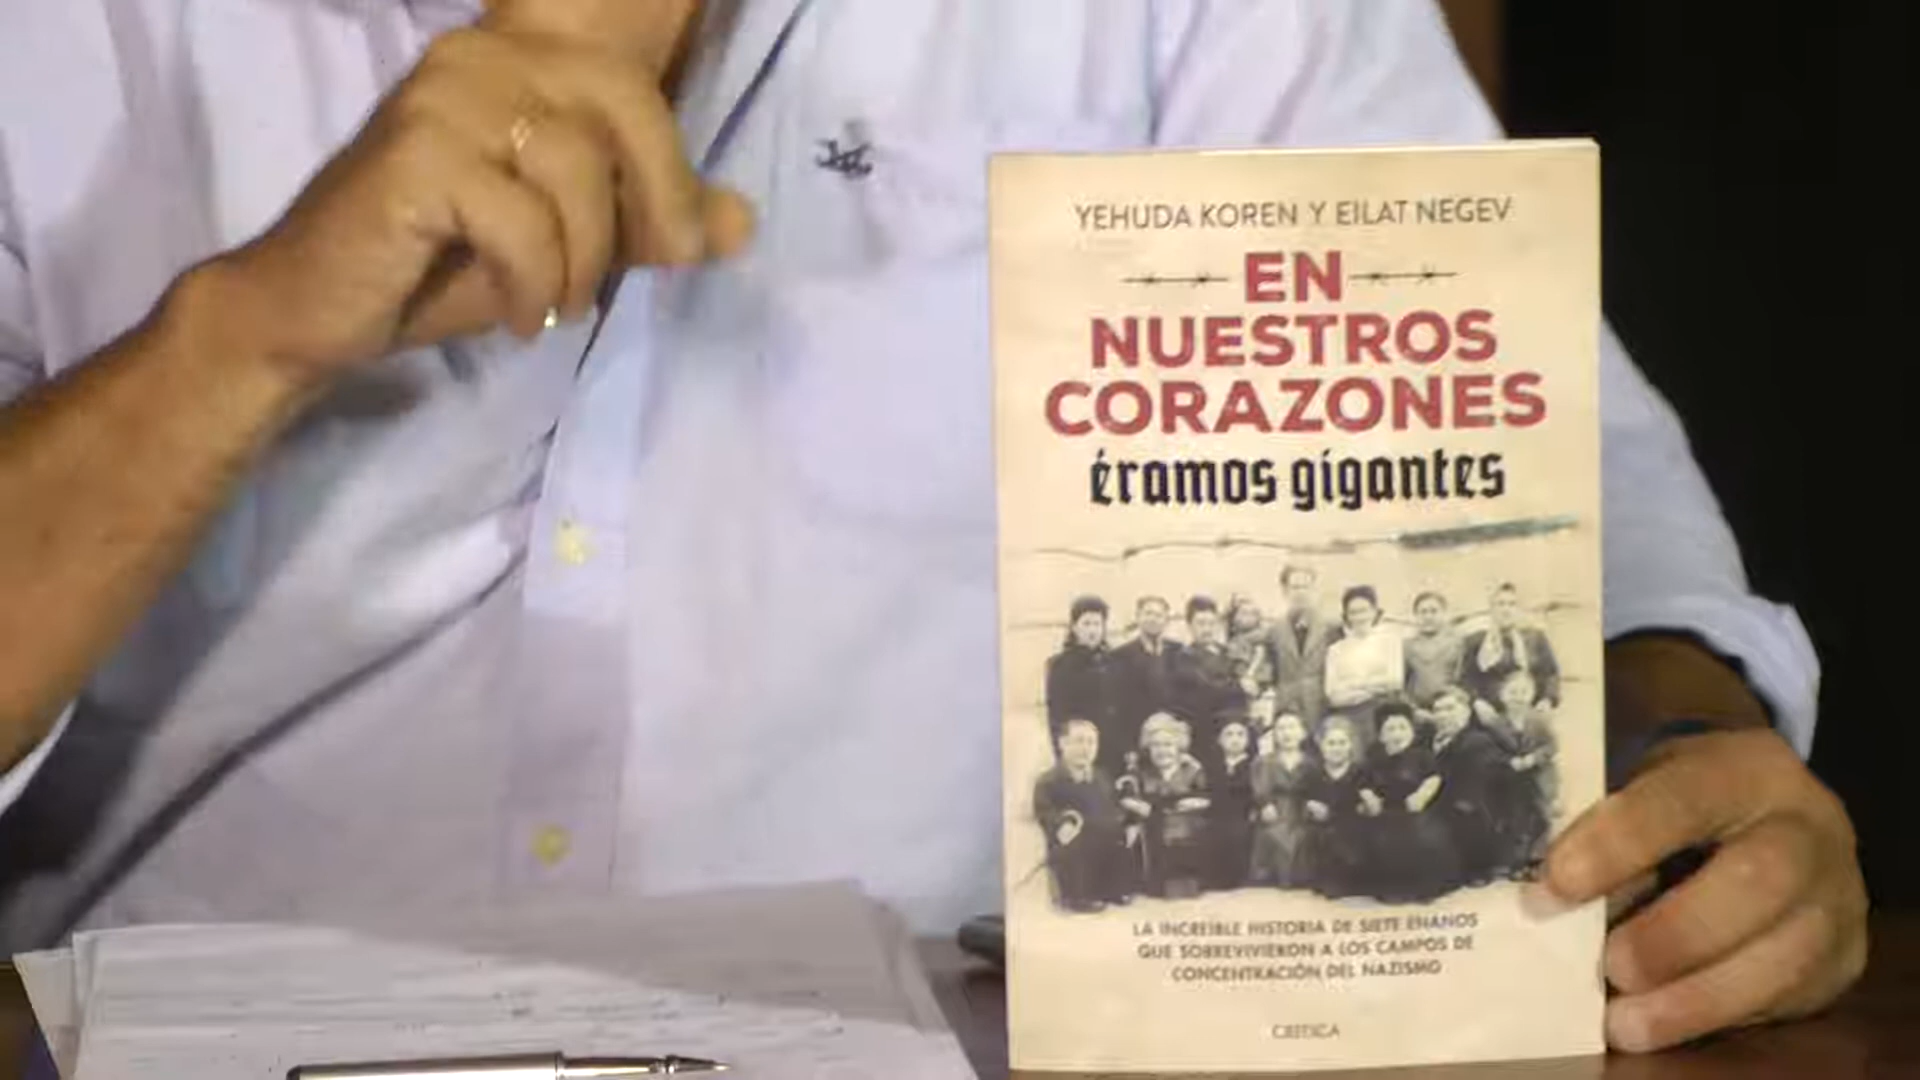 YEHUDA KOREN Y EILAT NEGEV
EN
NUESTROS
CORAZONES
éramos gigantes
LA INCREÍBLE HISTORIA DE SIETE ENANOS
QUE SOBREVIVIERON A LOS CAMPOS DE
CONCENTRACIÓN DEL NAZISMO
CRÍTICA